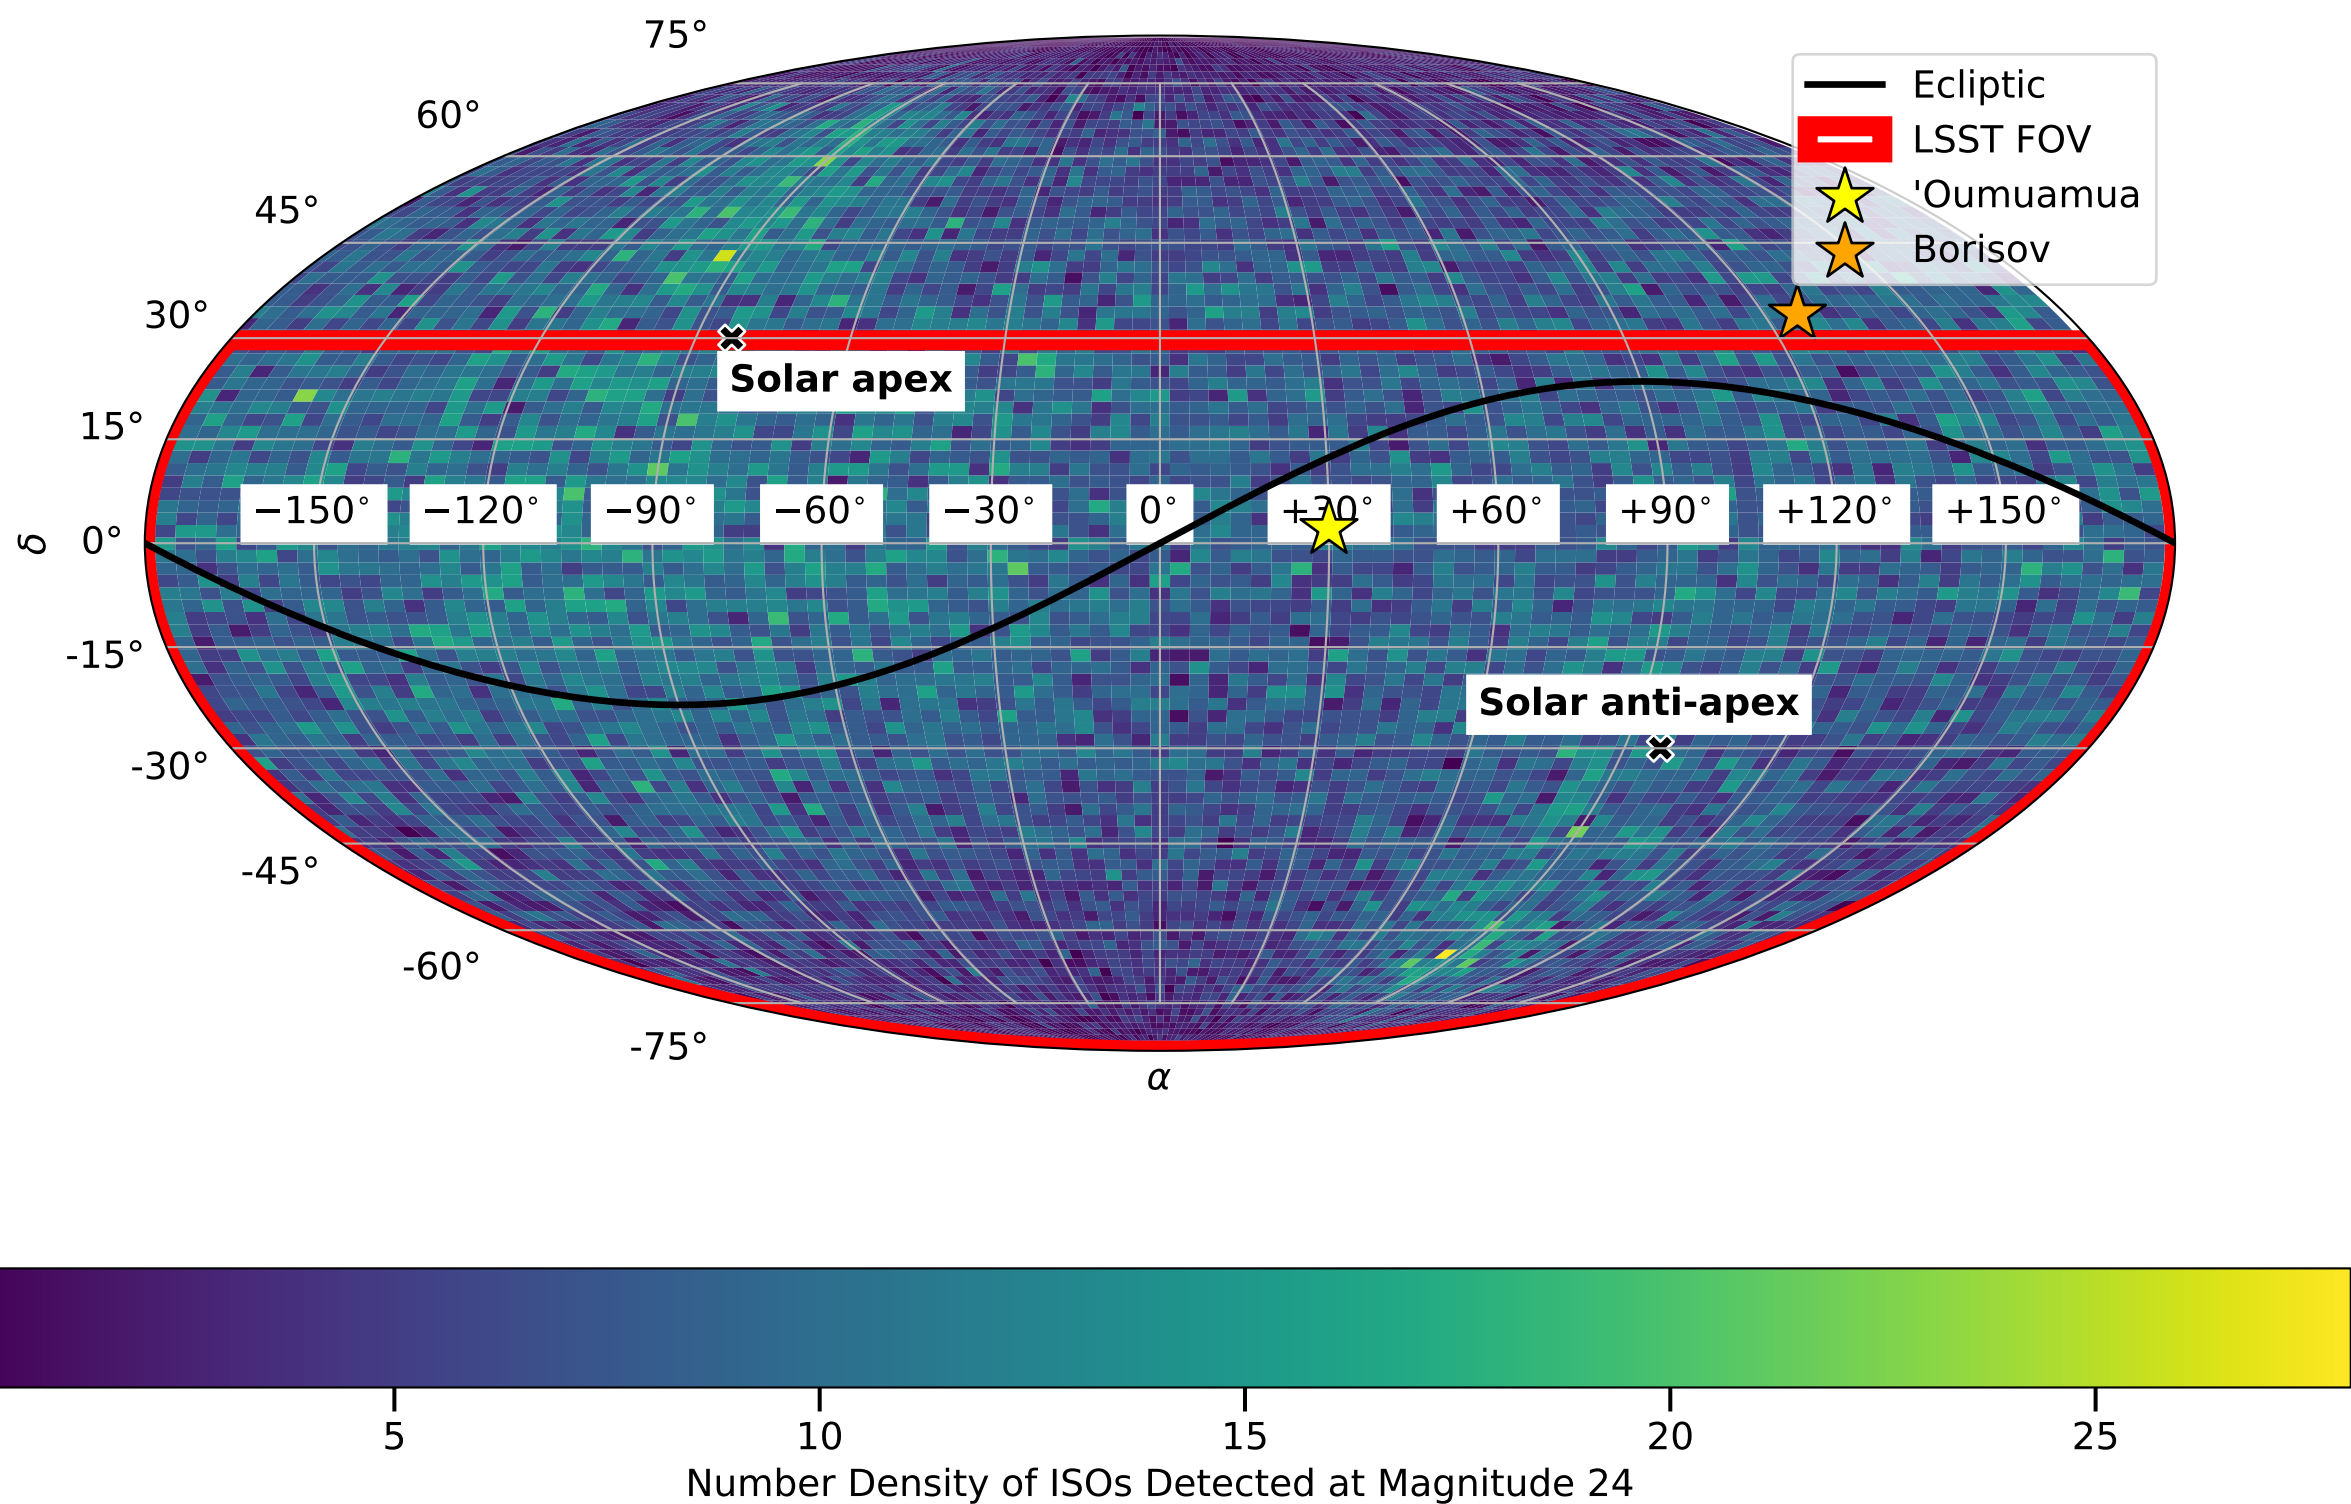 75°
60°
45°
30°
15°
0°
-15°
-30°
-45°
-60°
-75°
δ
Ecliptic
LSST FOV
'Oumuamua
Borisov
Solar apex
−150° −120° −90° −60° −30° 0° +30° +60° +90° +120° +150°
Solar anti-apex
α
5 10 15 20 25
Number Density of ISOs Detected at Magnitude 24